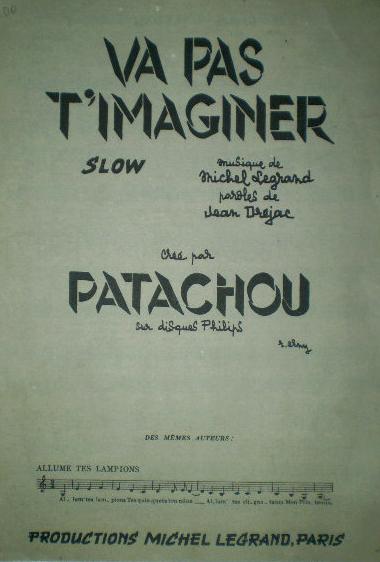 VA PAS
T'IMAGINER
SLOW
musique de
Michel Legrand
paroles de
Jean Dréjac
créé par
PATACHOU
sur disques Philips
DES MÊMES AUTEURS :
ALLUME TES LAMPIONS
PRODUCTIONS MICHEL LEGRAND, PARIS